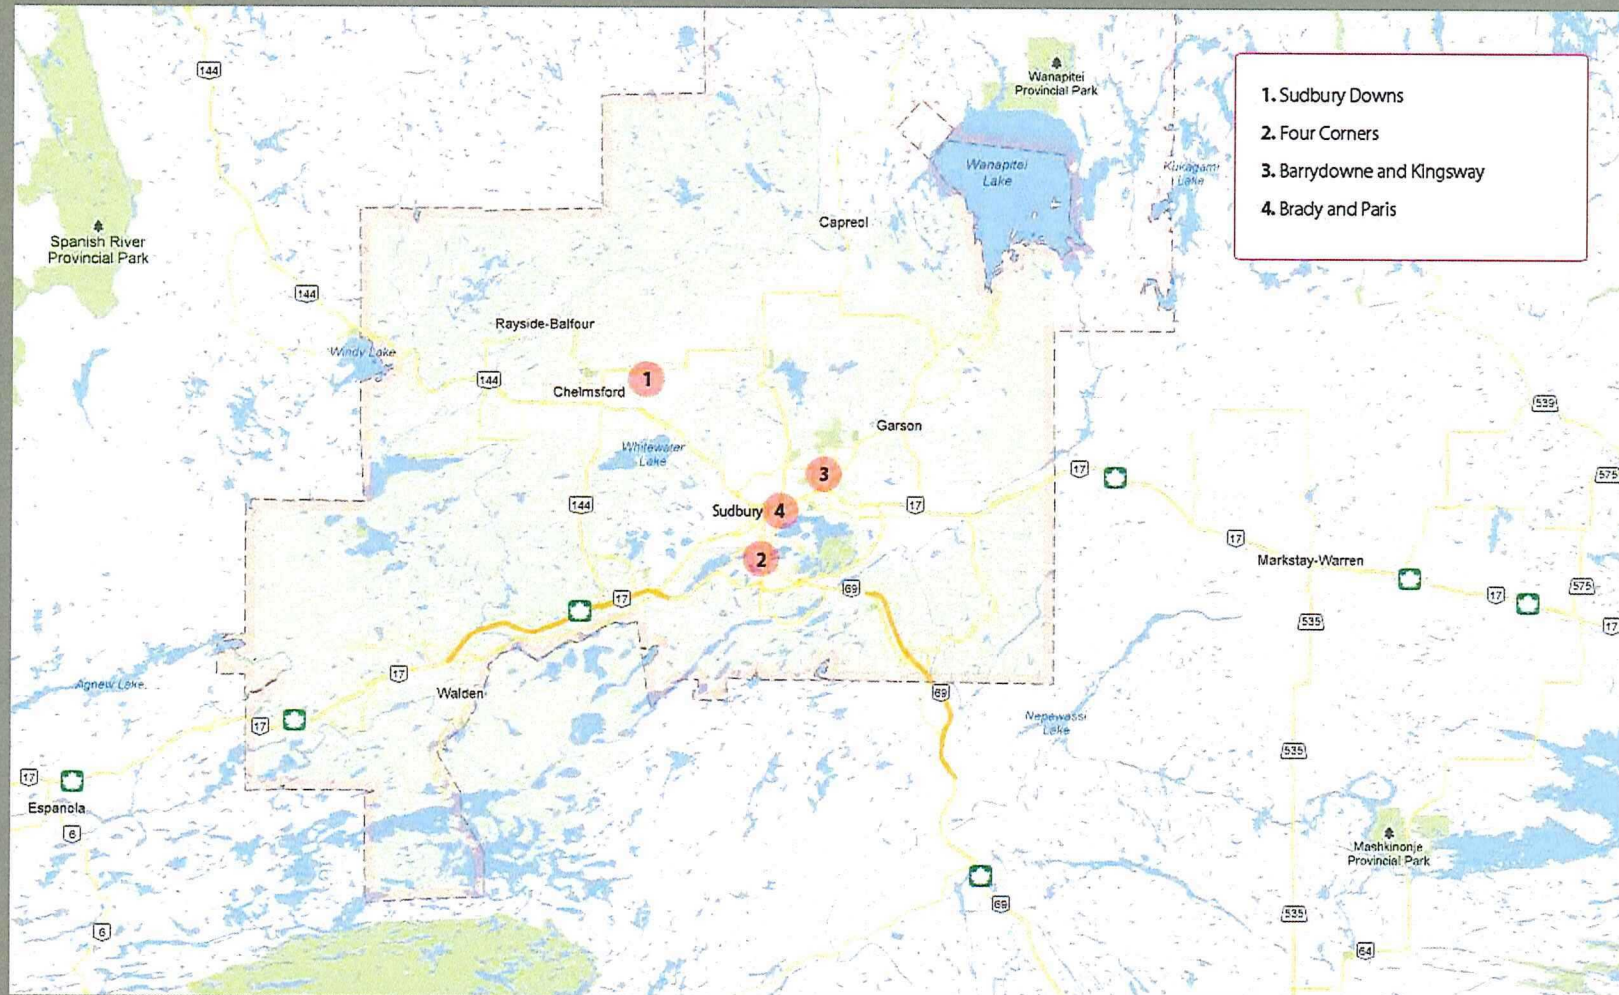 1. Sudbury Downs
2. Four Corners
3. Barrydowne and Kingsway
4. Brady and Paris
144
Wanapitei
Provincial Park
Wanapitei
Lake
Kukagami
Lake
Capreol
Spanish River
Provincial Park
144
Rayside-Balfour
Windy Lake
144
Chelmsford
1
539
Garson
Whitewater
Lake
3
17
575
144
Sudbury
4
17
17
2
Markstay-Warren
69
17
17
575
535
17
Agnew Lake
17
Walden
69
17
Nepewassi
Lake
535
17
Espanola
6
Mashkinonje
Provincial Park
69
535
6
64